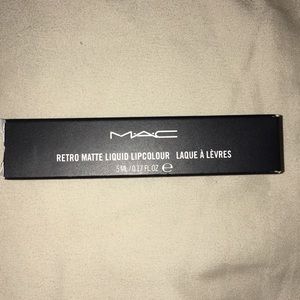 MAC
RETRO MATTE LIQUID LIPCOLOUR LAQUE À LÈVRES
5 ML / 0.17 FL OZ ℮